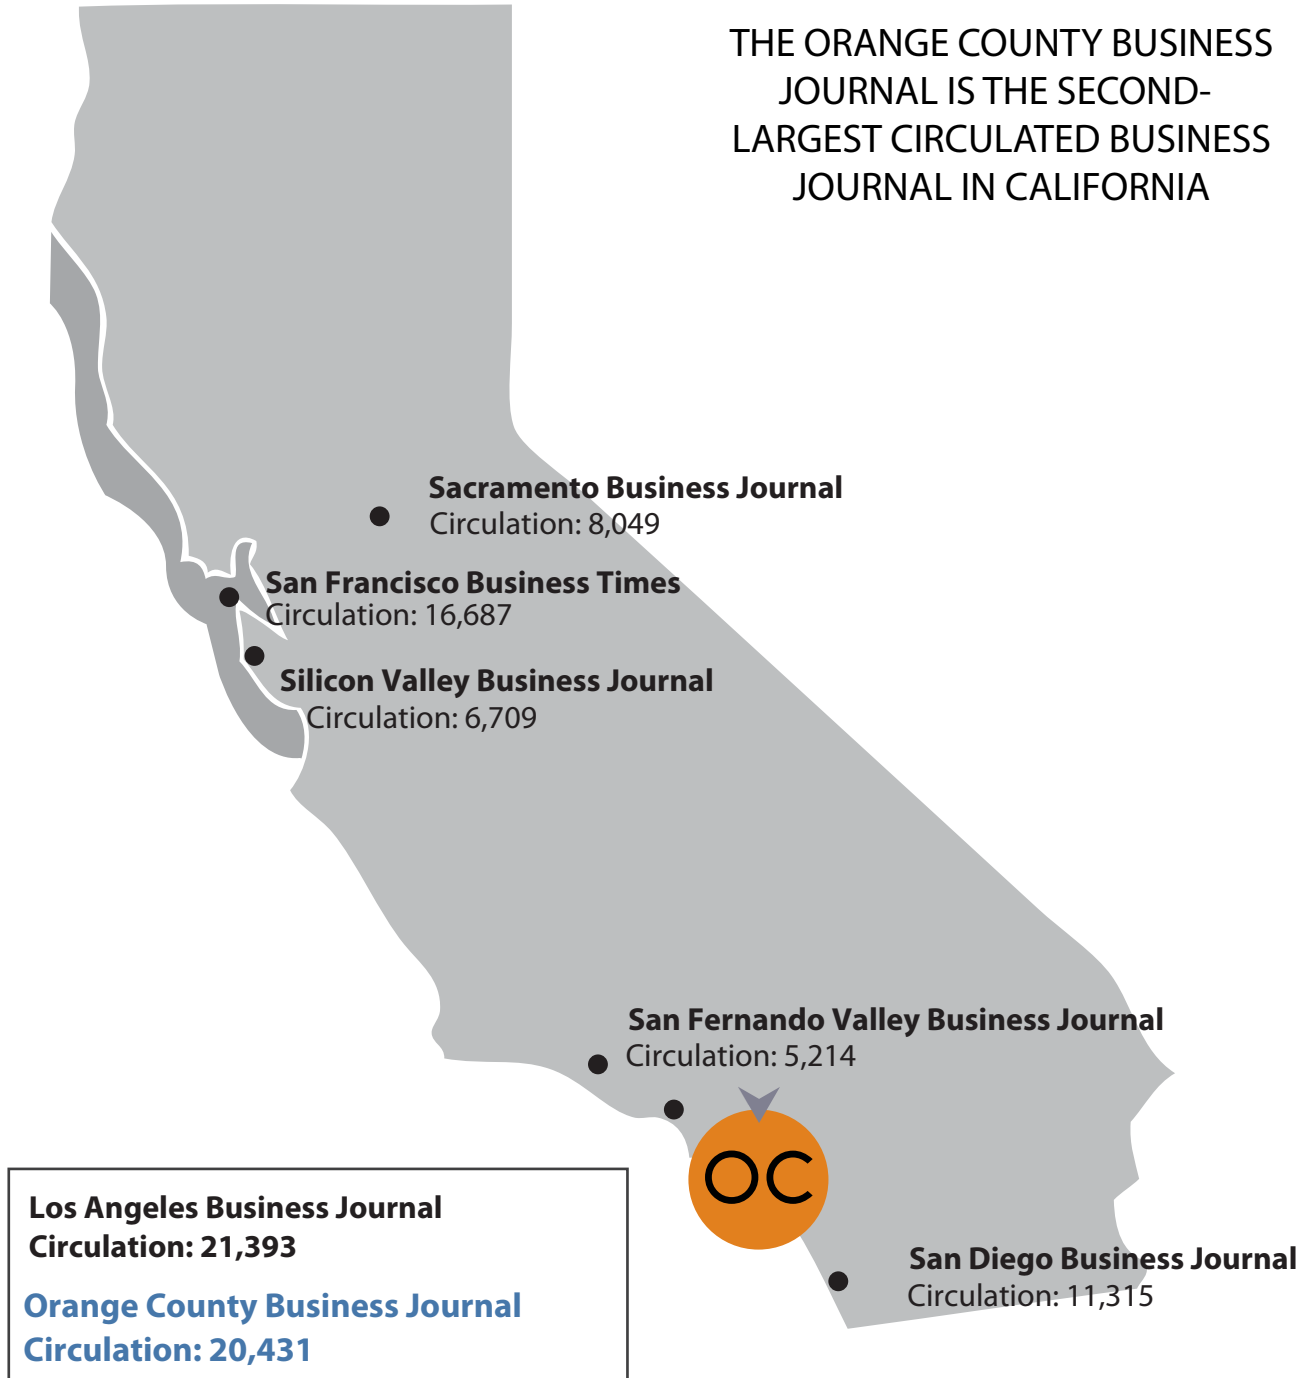 THE ORANGE COUNTY BUSINESS
JOURNAL IS THE SECOND-
LARGEST CIRCULATED BUSINESS
JOURNAL IN CALIFORNIA
Sacramento Business Journal
Circulation: 8,049
San Francisco Business Times
Circulation: 16,687
Silicon Valley Business Journal
Circulation: 6,709
San Fernando Valley Business Journal
Circulation: 5,214
OC
Los Angeles Business Journal
Circulation: 21,393
Orange County Business Journal
Circulation: 20,431
San Diego Business Journal
Circulation: 11,315